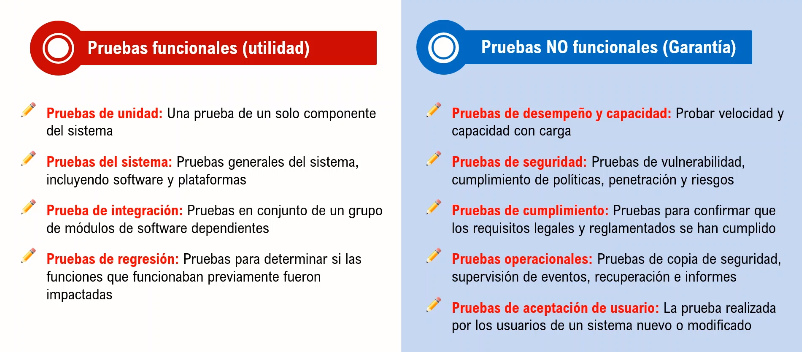 Pruebas funcionales (utilidad)
Pruebas de unidad: Una prueba de un solo componente
del sistema
Pruebas del sistema: Pruebas generales del sistema,
incluyendo software y plataformas
Prueba de integración: Pruebas en conjunto de un grupo
de módulos de software dependientes
Pruebas de regresión: Pruebas para determinar si las
funciones que funcionaban previamente fueron
impactadas
Pruebas NO funcionales (Garantía)
Pruebas de desempeño y capacidad: Probar velocidad y
capacidad con carga
Pruebas de seguridad: Pruebas de vulnerabilidad,
cumplimiento de políticas, penetración y riesgos
Pruebas de cumplimiento: Pruebas para confirmar que
los requisitos legales y reglamentados se han cumplido
Pruebas operacionales: Pruebas de copia de seguridad,
supervisión de eventos, recuperación e informes
Pruebas de aceptación de usuario: La prueba realizada
por los usuarios de un sistema nuevo o modificado